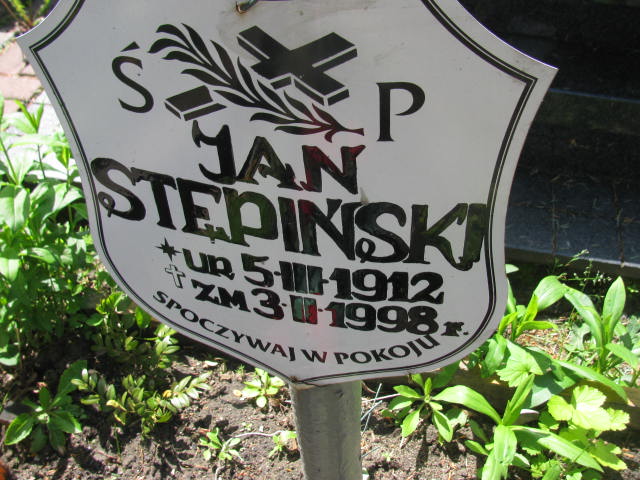 Ś P
JAN
STĘPIŃSKI
* UR 5-III-1912
† ZM 3-II-1998 R.
SPOCZYWAJ W POKOJU